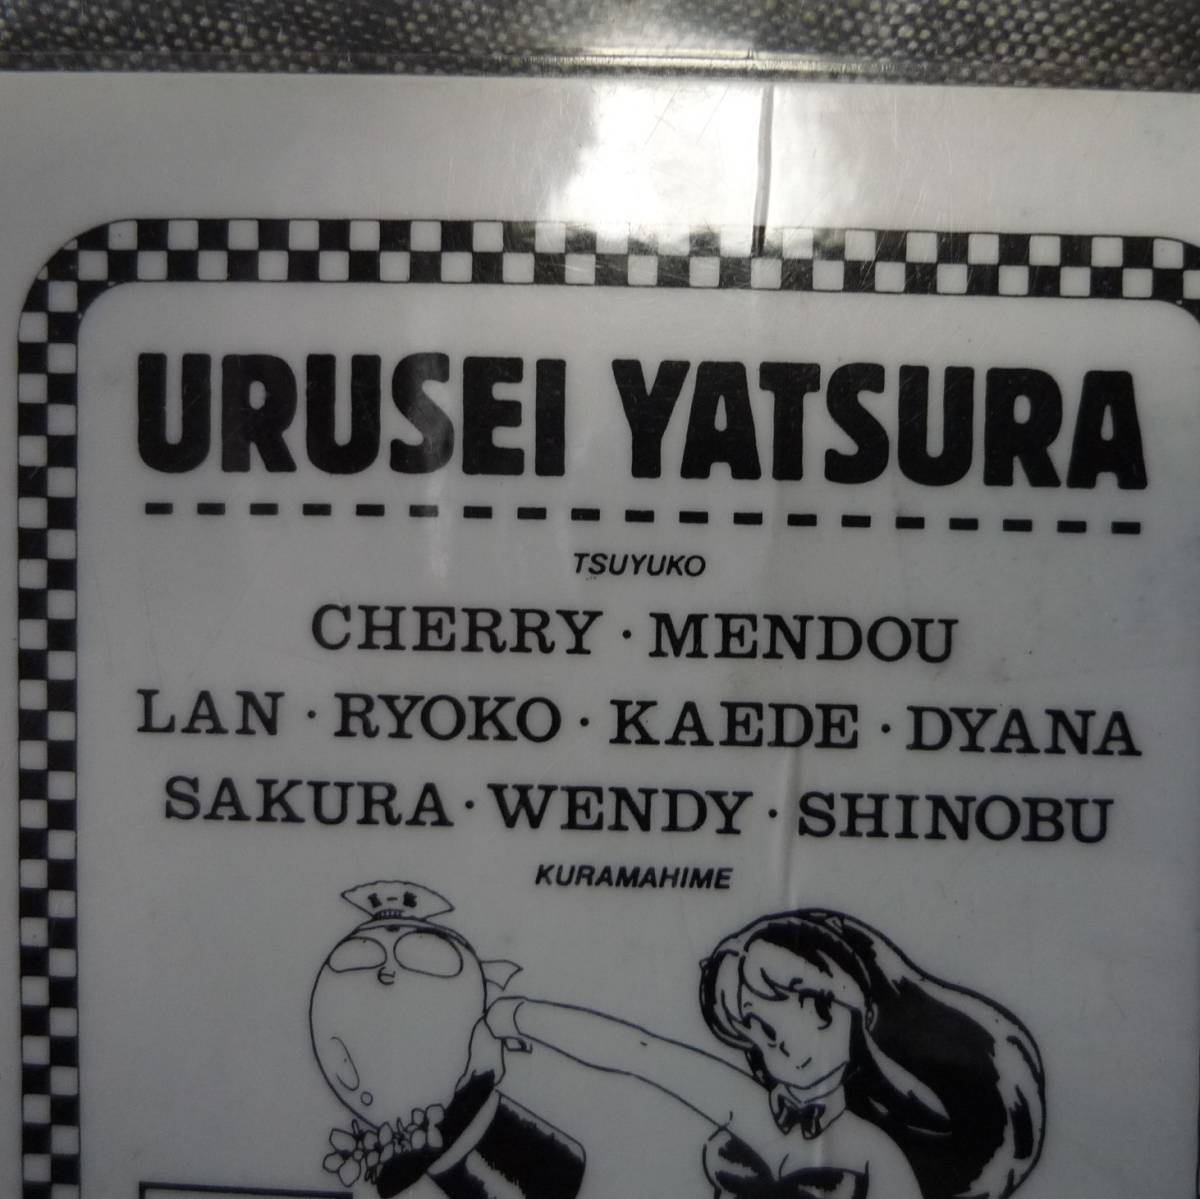 URUSEI YATSURA
TSUYUKO
CHERRY · MENDOU
LAN · RYOKO · KAEDE · DYANA
SAKURA · WENDY · SHINOBU
KURAMAHIME